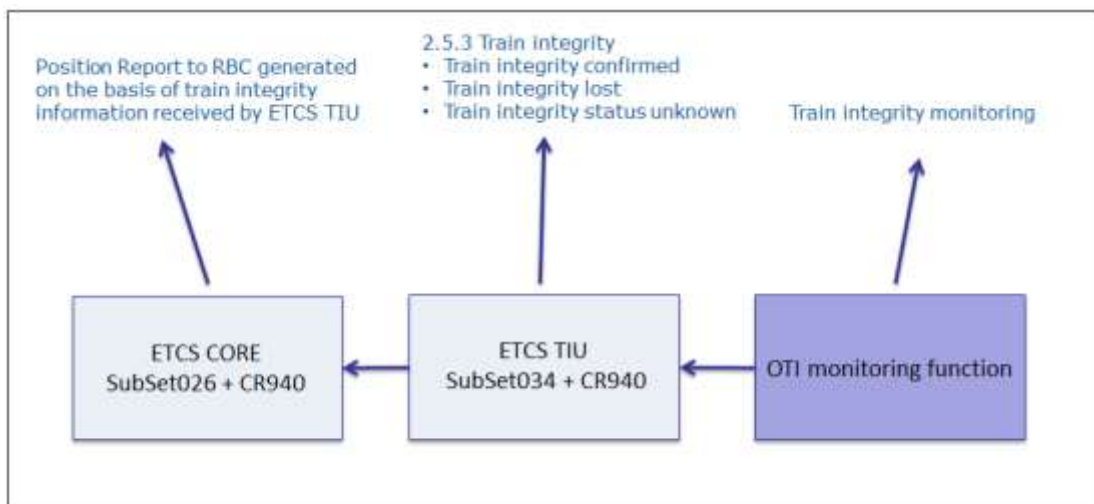 Position Report to RBC generated
on the basis of train integrity
information received by ETCS TIU
2.5.3 Train integrity
• Train integrity confirmed
• Train integrity lost
• Train integrity status unknown
Train integrity monitoring
ETCS CORE
SubSet026 + CR940
ETCS TIU
SubSet034 + CR940
OTI monitoring function